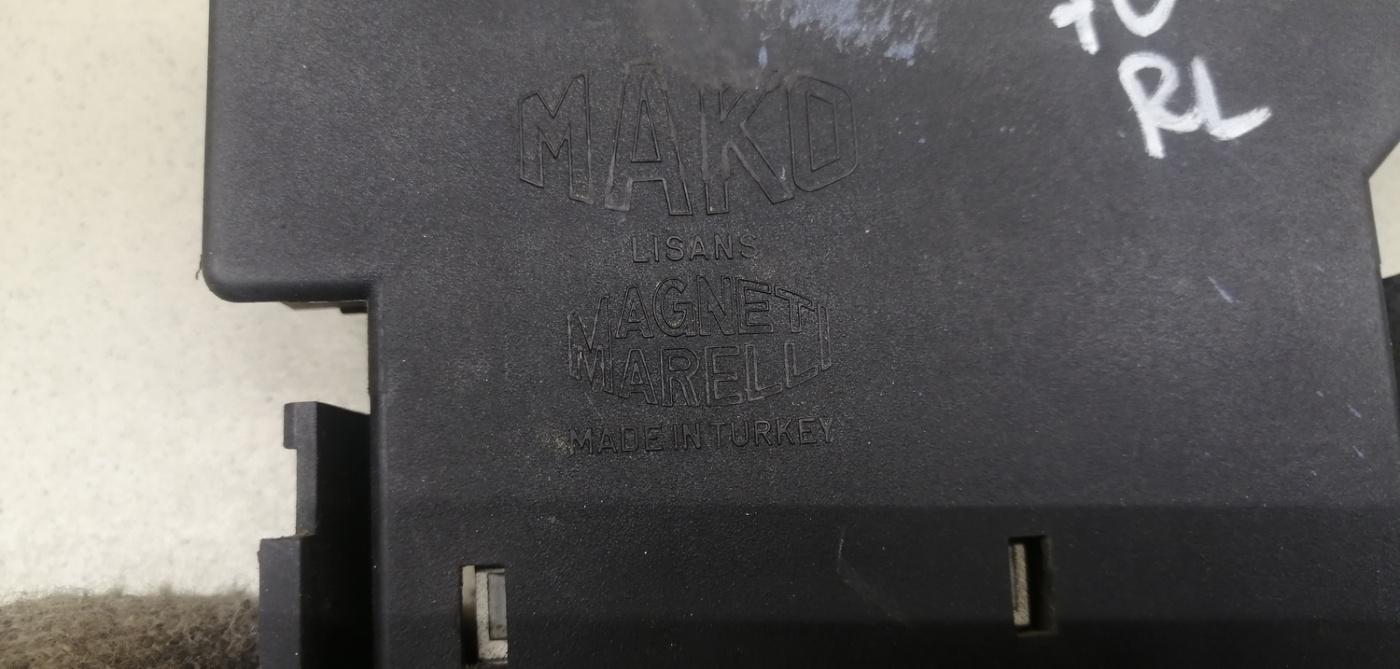 RL
MAKO
LISANS
MAGNETI
MARELLI
MADE IN TURKEY